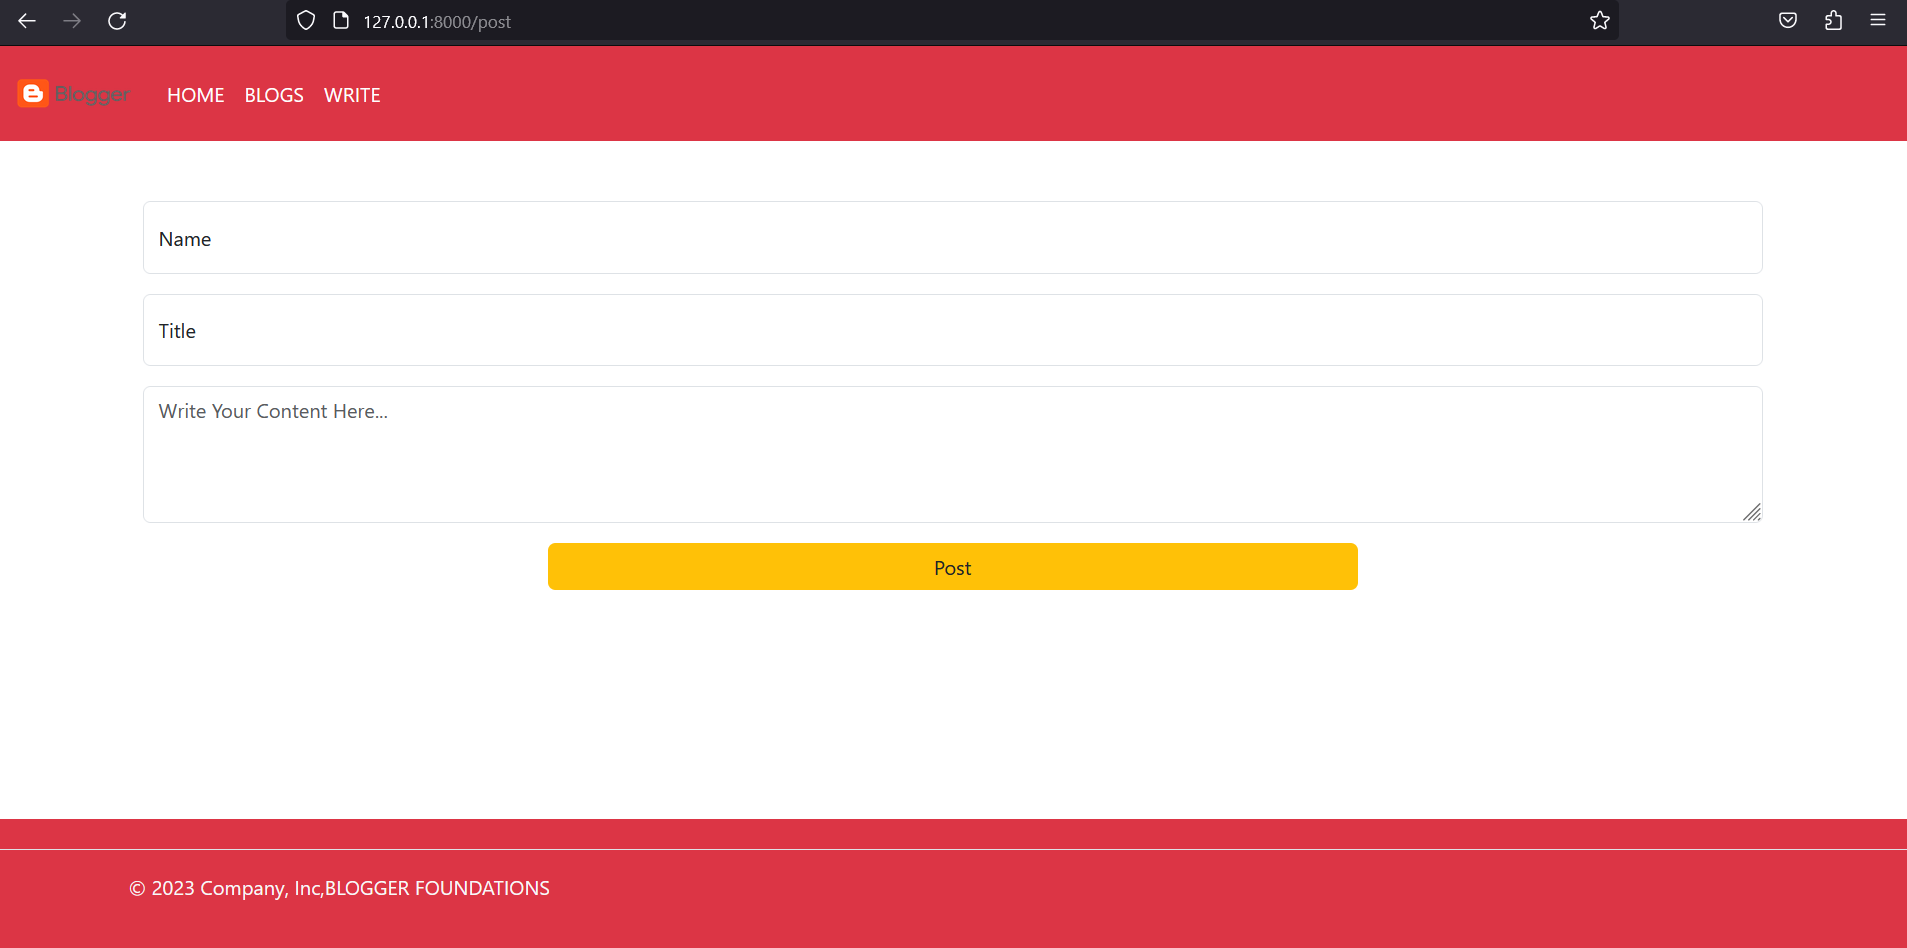 127.0.0.1:8000/post
Blogger HOME BLOGS WRITE
Name
Title
Write Your Content Here...
Post
© 2023 Company, Inc,BLOGGER FOUNDATIONS